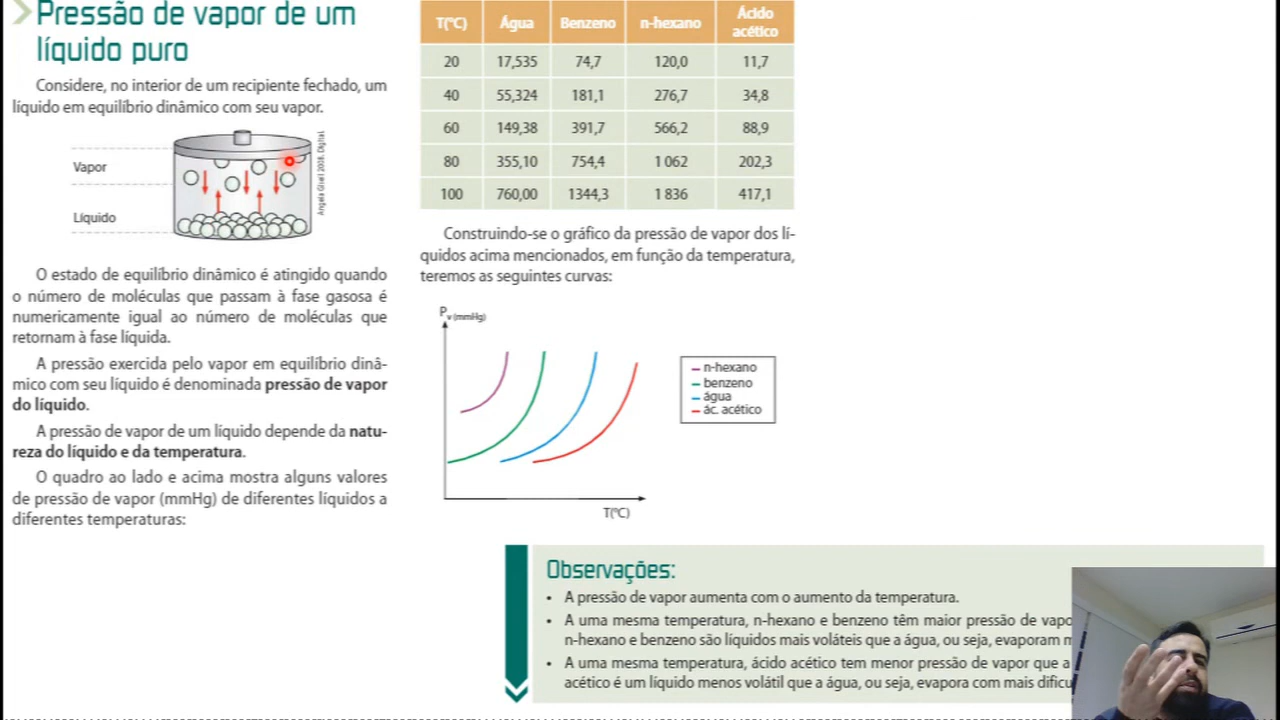 Pressão de vapor de um
líquido puro
Considere, no interior de um recipiente fechado, um
líquido em equilíbrio dinâmico com seu vapor.
Vapor
Líquido
Angela Giseli 2008. Digital.
O estado de equilíbrio dinâmico é atingido quando
o número de moléculas que passam à fase gasosa é
numericamente igual ao número de moléculas que
retornam à fase líquida.
A pressão exercida pelo vapor em equilíbrio dinâ-
mico com seu líquido é denominada pressão de vapor
do líquido.
A pressão de vapor de um líquido depende da natu-
reza do líquido e da temperatura.
O quadro ao lado e acima mostra alguns valores
de pressão de vapor (mmHg) de diferentes líquidos a
diferentes temperaturas:
T(ºC) Água Benzeno n-hexano Ácido acético
20 17,535 74,7 120,0 11,7
40 55,324 181,1 276,7 34,8
60 149,38 391,7 566,2 88,9
80 355,10 754,4 1 062 202,3
100 760,00 1344,3 1 836 417,1
Construindo-se o gráfico da pressão de vapor dos lí-
quidos acima mencionados, em função da temperatura,
teremos as seguintes curvas:
Pv (mmHg)
n-hexano
benzeno
água
ác. acético
T(ºC)
Observações:
• A pressão de vapor aumenta com o aumento da temperatura.
• A uma mesma temperatura, n-hexano e benzeno têm maior pressão de vapo
n-hexano e benzeno são líquidos mais voláteis que a água, ou seja, evaporam
• A uma mesma temperatura, ácido acético tem menor pressão de vapor que a
acético é um líquido menos volátil que a água, ou seja, evapora com mais dificu